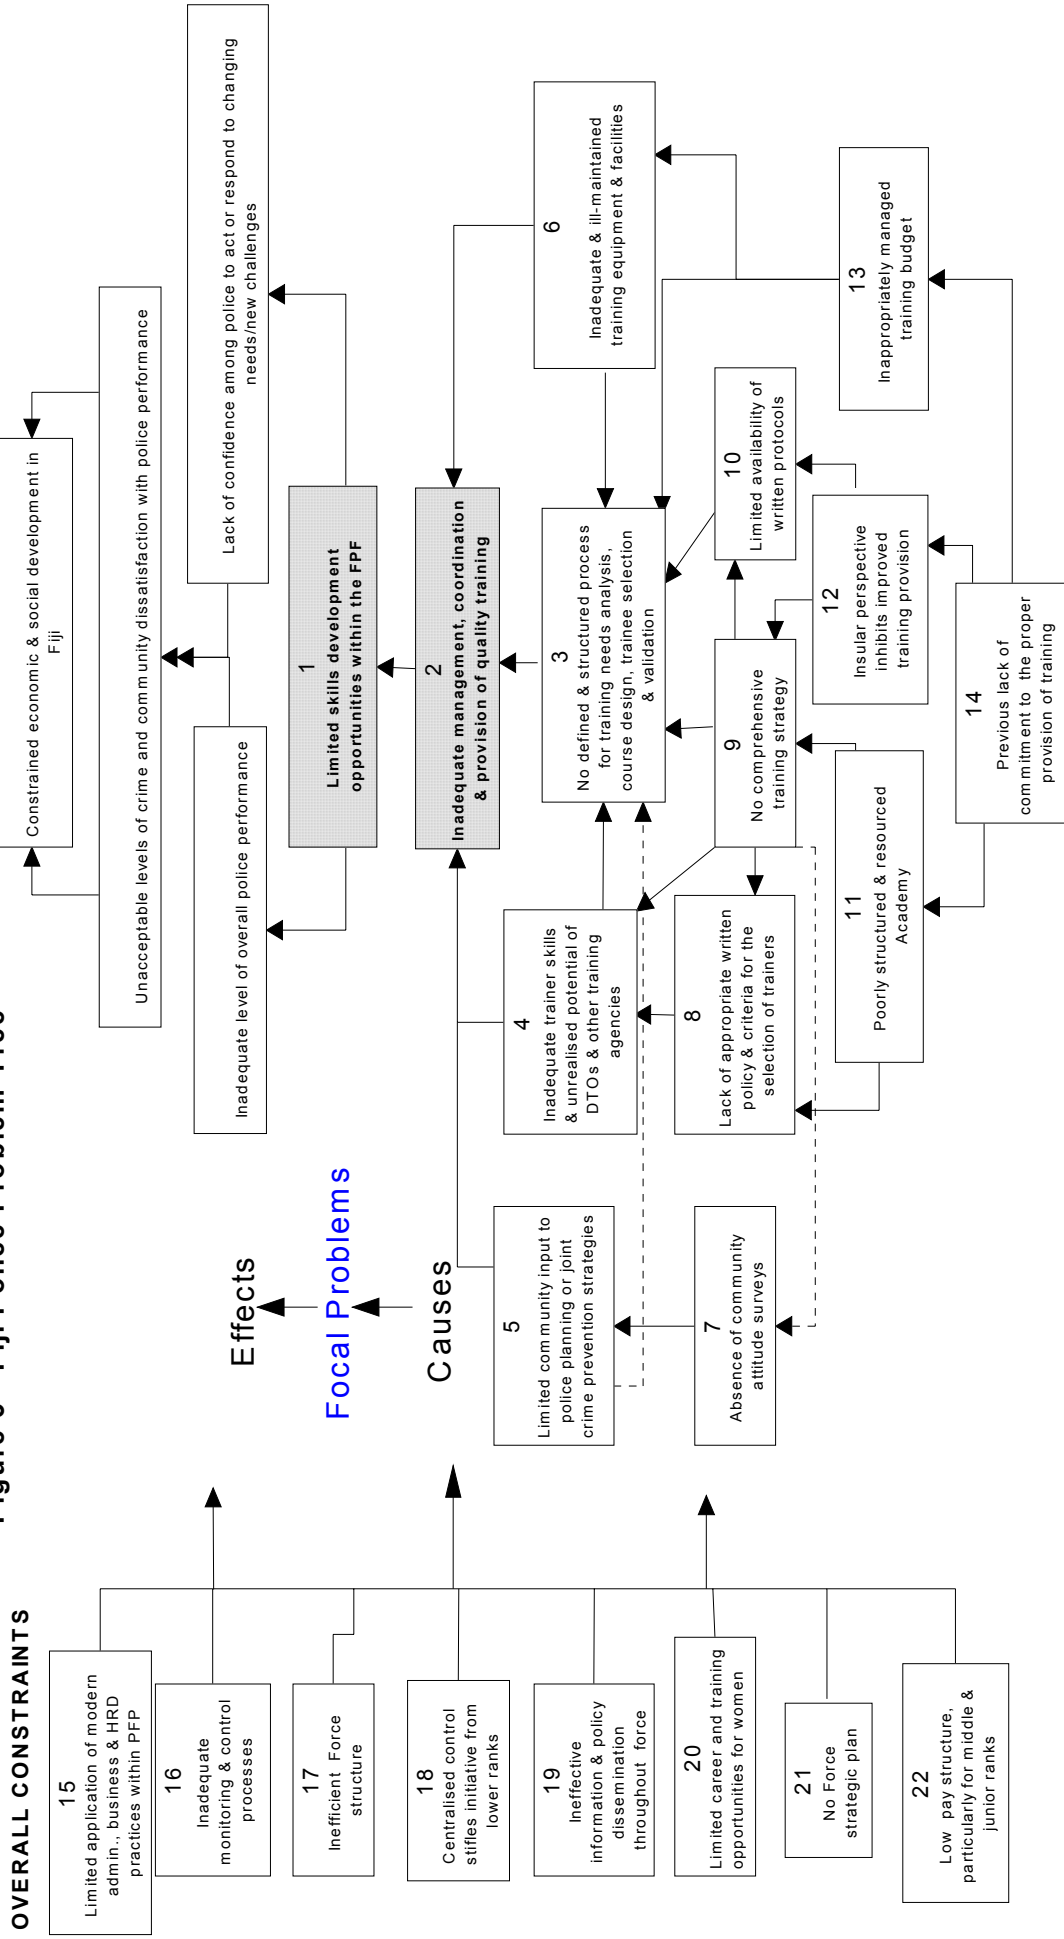 Fiji Police Problem Tree
OVERALL CONSTRAINTS
15
Limited application of modern
admin., business & HRD
practices within PFP
16
Inadequate
monitoring & control
processes
17
Inefficient Force
structure
18
Centralised control
stifles initiative from
lower ranks
19
Ineffective
information & policy
dissemination
throughout force
20
Limited career and training
opportunities for women
21
No Force
strategic plan
22
Low pay structure,
particularly for middle &
junior ranks
Effects
Focal Problems
Causes
Constrained economic & social development in
Fiji
Unacceptable levels of crime and community dissatisfaction with police performance
Inadequate level of overall police performance
Lack of confidence among police to act or respond to changing
needs/new challenges
1
Limited skills development
opportunities within the FPF
2
Inadequate management, coordination
& provision of quality training
5
Limited community input to
police planning or joint
crime prevention strategies
4
Inadequate trainer skills
& unrealised potential of
DTOs & other training
agencies
3
No defined & structured process
for training needs analysis,
course design, trainee selection
& validation
6
Inadequate & ill-maintained
training equipment & facilities
7
Absence of community
attitude surveys
8
Lack of appropriate written
policy & criteria for the
selection of trainers
9
No comprehensive
training strategy
10
Limited availability of
written protocols
11
Poorly structured & resourced
Academy
12
Insular perspective
inhibits improved
training provision
13
Inappropriately managed
training budget
14
Previous lack of
commitment to the proper
provision of training